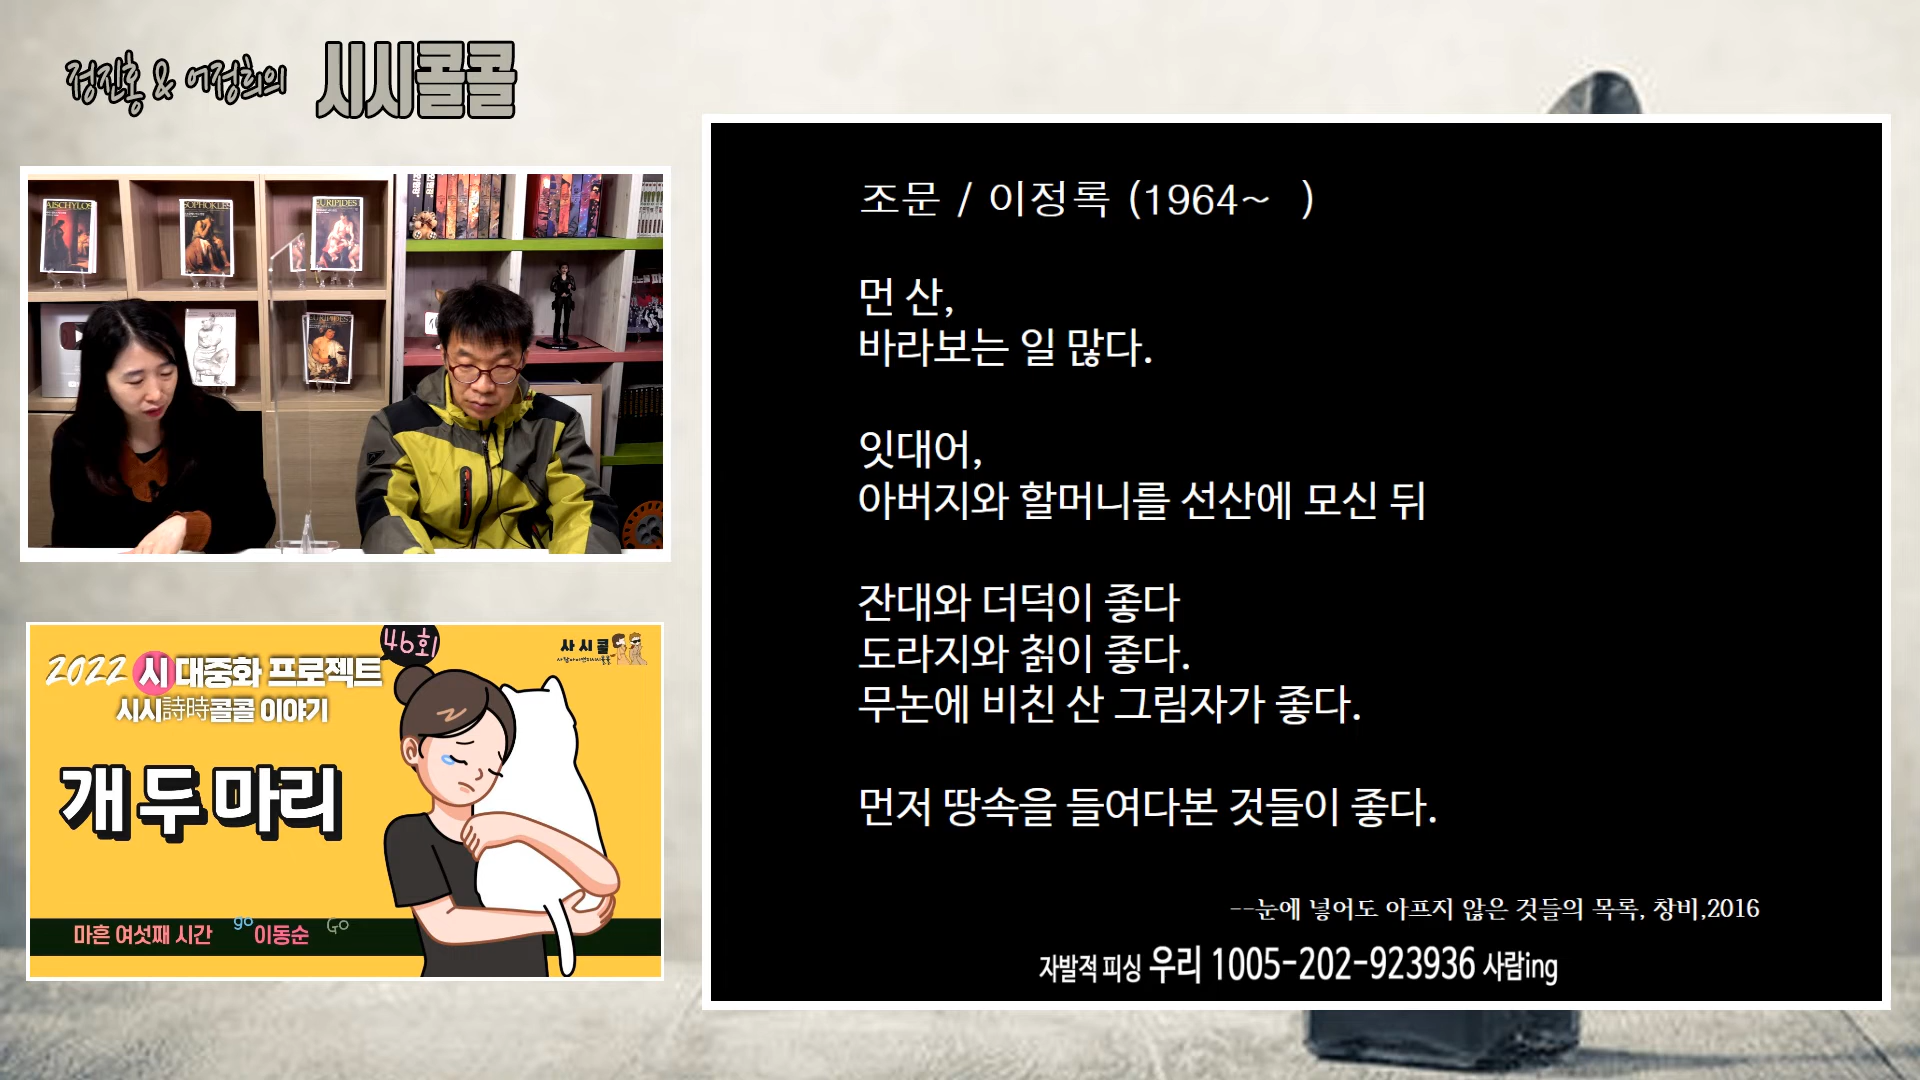 정진홍 & 어정희의 시시콜콜
AISCHYLOS
SOPHOKLES
EURIPIDES
EURIPIDES
조문 / 이정록 (1964~ )
먼 산,
바라보는 일 많다.
잇대어,
아버지와 할머니를 선산에 모신 뒤
잔대와 더덕이 좋다
도라지와 칡이 좋다.
무논에 비친 산 그림자가 좋다.
먼저 땅속을 들여다본 것들이 좋다.
--눈에 넣어도 아프지 않은 것들의 목록, 창비,2016
자발적 피싱 우리 1005-202-923936 사람ing
46회
사 시 콜
2022 시 대중화 프로젝트
시시詩時콜콜 이야기
개 두 마리
마흔 여섯째 시간 go 이동순 Go